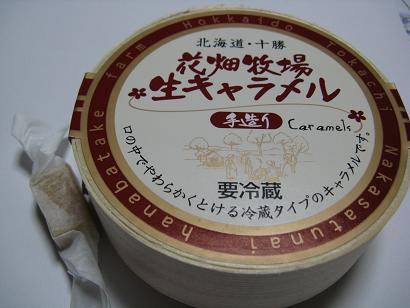 北海道・十勝
花畑牧場
生キャラメル
手造り Caramels
要冷蔵
口の中でやわらかくとける冷蔵タイプのキャラメルです。
hanabatake farm Hokkaido Tokachi Nakasatsunai